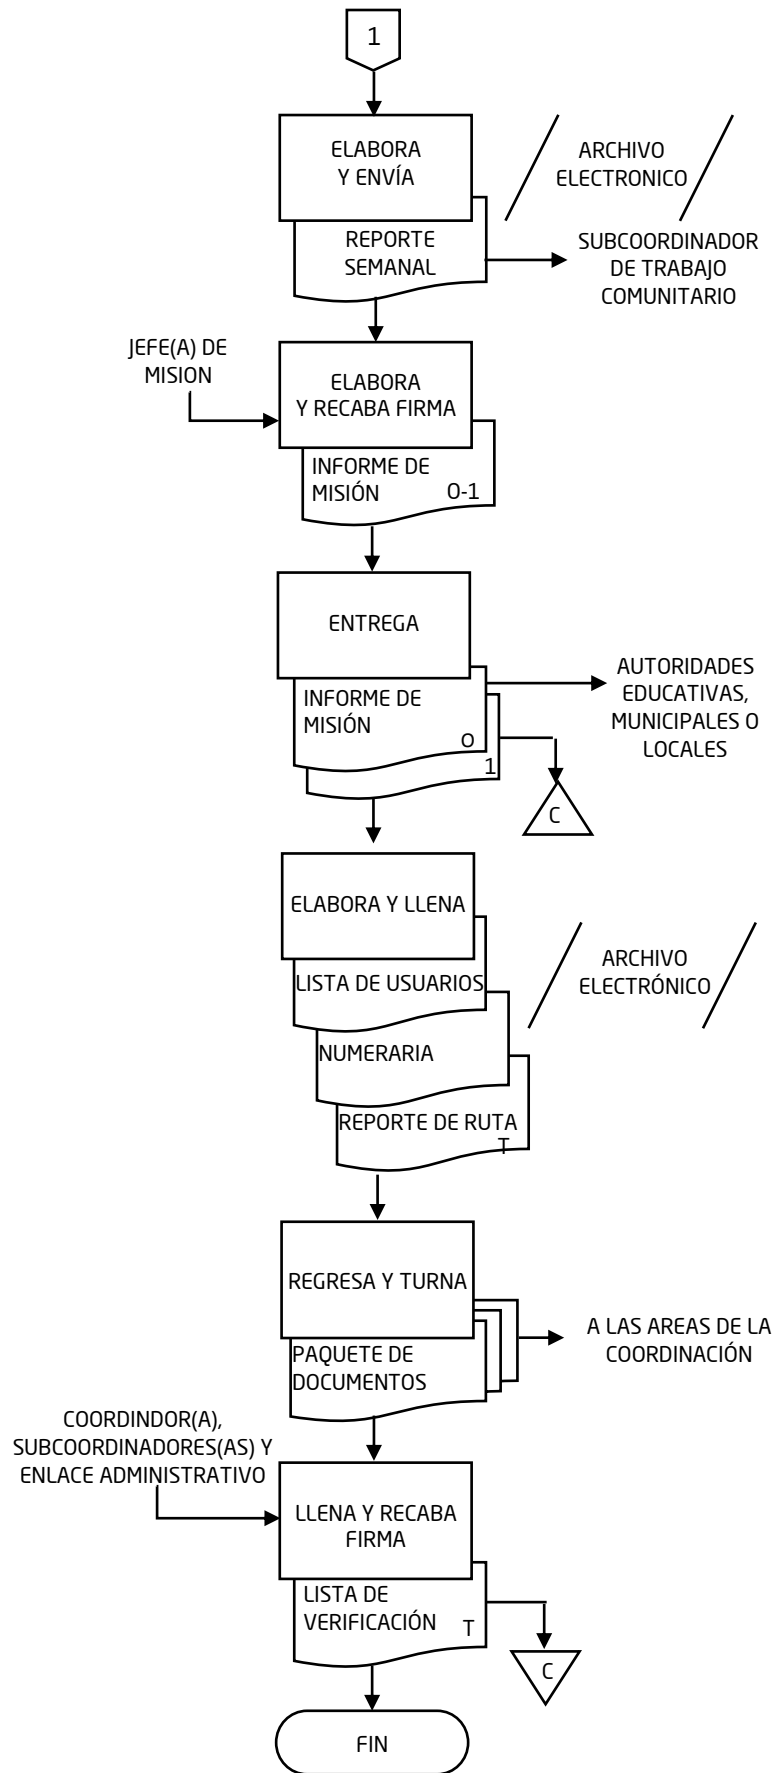 1
ELABORA
Y ENVÍA
ARCHIVO
ELECTRONICO
REPORTE
SEMANAL
SUBCOORDINADOR
DE TRABAJO
COMUNITARIO
JEFE(A) DE
MISION
ELABORA
Y RECABA FIRMA
INFORME DE
MISIÓN
O-1
ENTREGA
INFORME DE
MISIÓN
O
1
AUTORIDADES
EDUCATIVAS,
MUNICIPALES O
LOCALES
C
ELABORA Y LLENA
LISTA DE USUARIOS
ARCHIVO
ELECTRÓNICO
NUMERARIA
REPORTE DE RUTA
T
REGRESA Y TURNA
PAQUETE DE
DOCUMENTOS
A LAS AREAS DE LA
COORDINACIÓN
COORDINDOR(A),
SUBCOORDINADORES(AS) Y
ENLACE ADMINISTRATIVO
LLENA Y RECABA
FIRMA
LISTA DE
VERIFICACIÓN
T
C
FIN